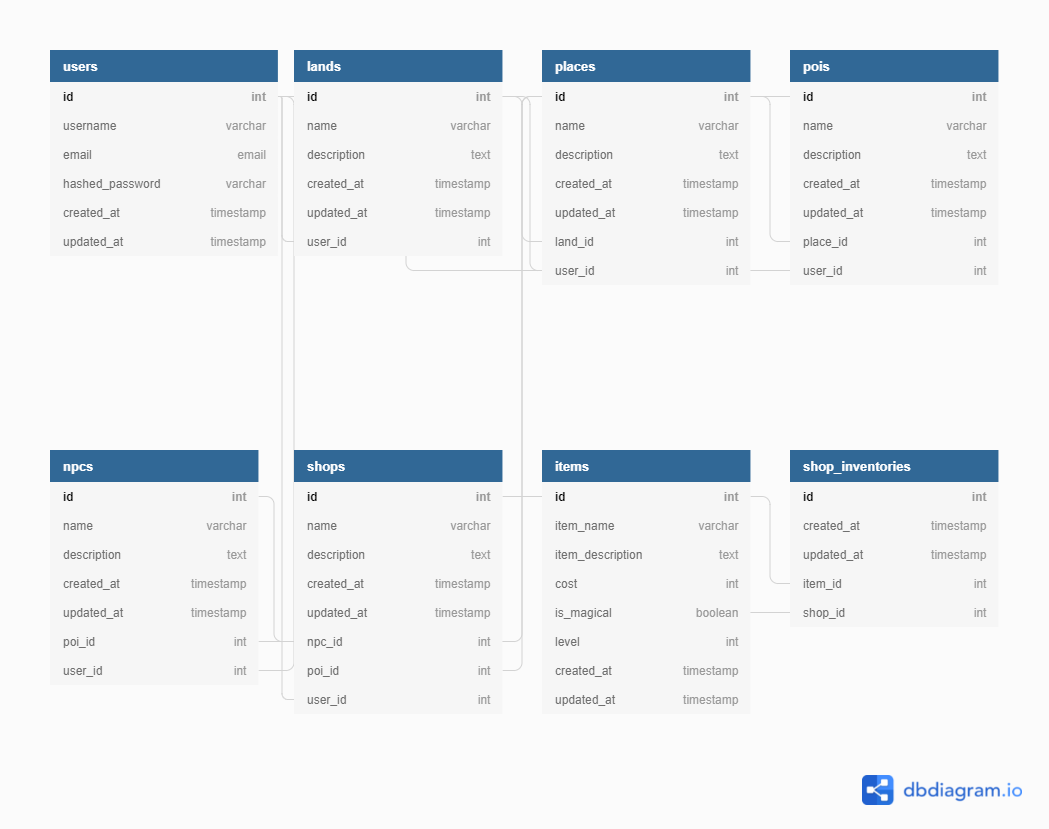 users
id int
username varchar
email email
hashed_password varchar
created_at timestamp
updated_at timestamp
lands
id int
name varchar
description text
created_at timestamp
updated_at timestamp
user_id int
places
id int
name varchar
description text
created_at timestamp
updated_at timestamp
land_id int
user_id int
pois
id int
name varchar
description text
created_at timestamp
updated_at timestamp
place_id int
user_id int
npcs
id int
name varchar
description text
created_at timestamp
updated_at timestamp
poi_id int
user_id int
shops
id int
name varchar
description text
created_at timestamp
updated_at timestamp
npc_id int
poi_id int
user_id int
items
id int
item_name varchar
item_description text
cost int
is_magical boolean
level int
created_at timestamp
updated_at timestamp
shop_inventories
id int
created_at timestamp
updated_at timestamp
item_id int
shop_id int
dbdiagram.io